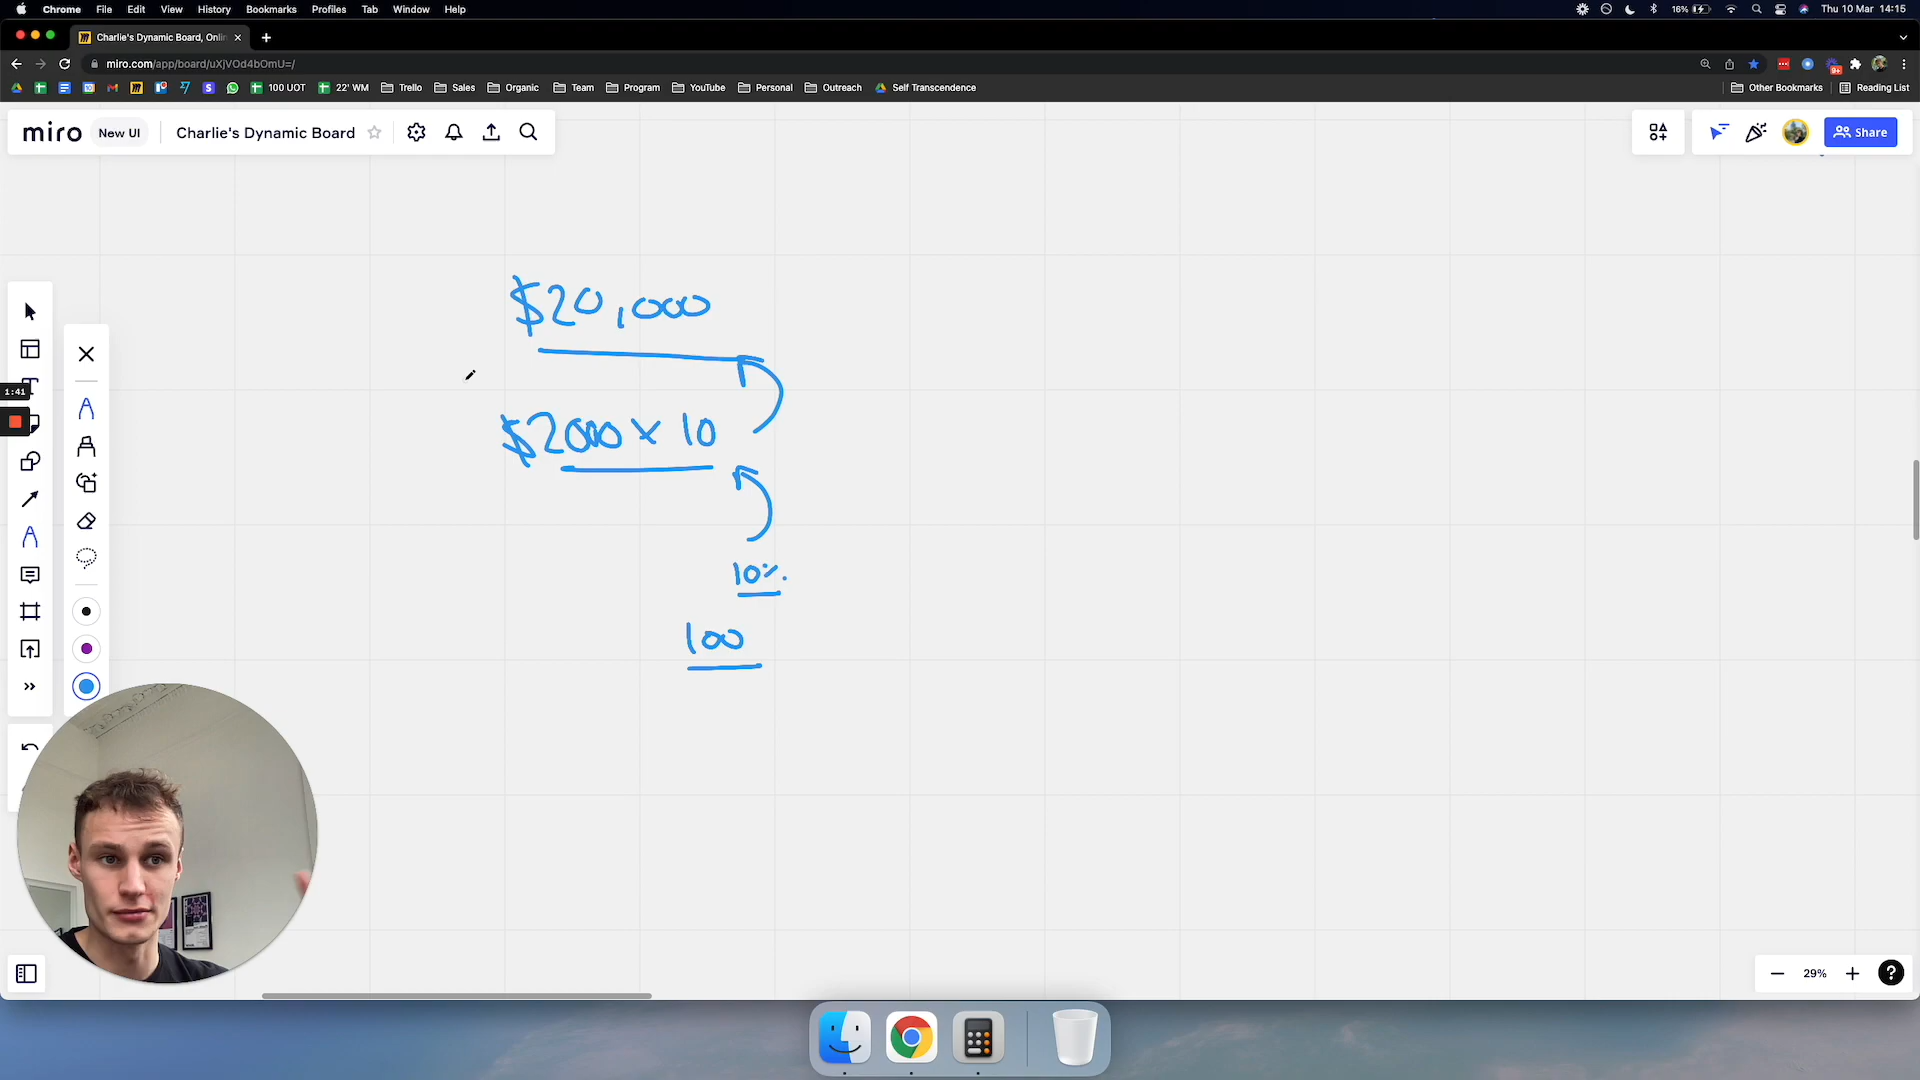 Chrome File Edit View History Bookmarks Profiles Tab Window Help
16% Thu 10 Mar 14:15
Charlie's Dynamic Board, Onli
miro.com/app/board/uXjVOd4bOmU=/
9+
100 UOT 22' WM Trello Sales Organic Team Program YouTube Personal Outreach Self Transcendence Other Bookmarks Reading List
miro New UI Charlie's Dynamic Board
Share
$20,000
1:41
$2000 x 10
10%.
100
29%